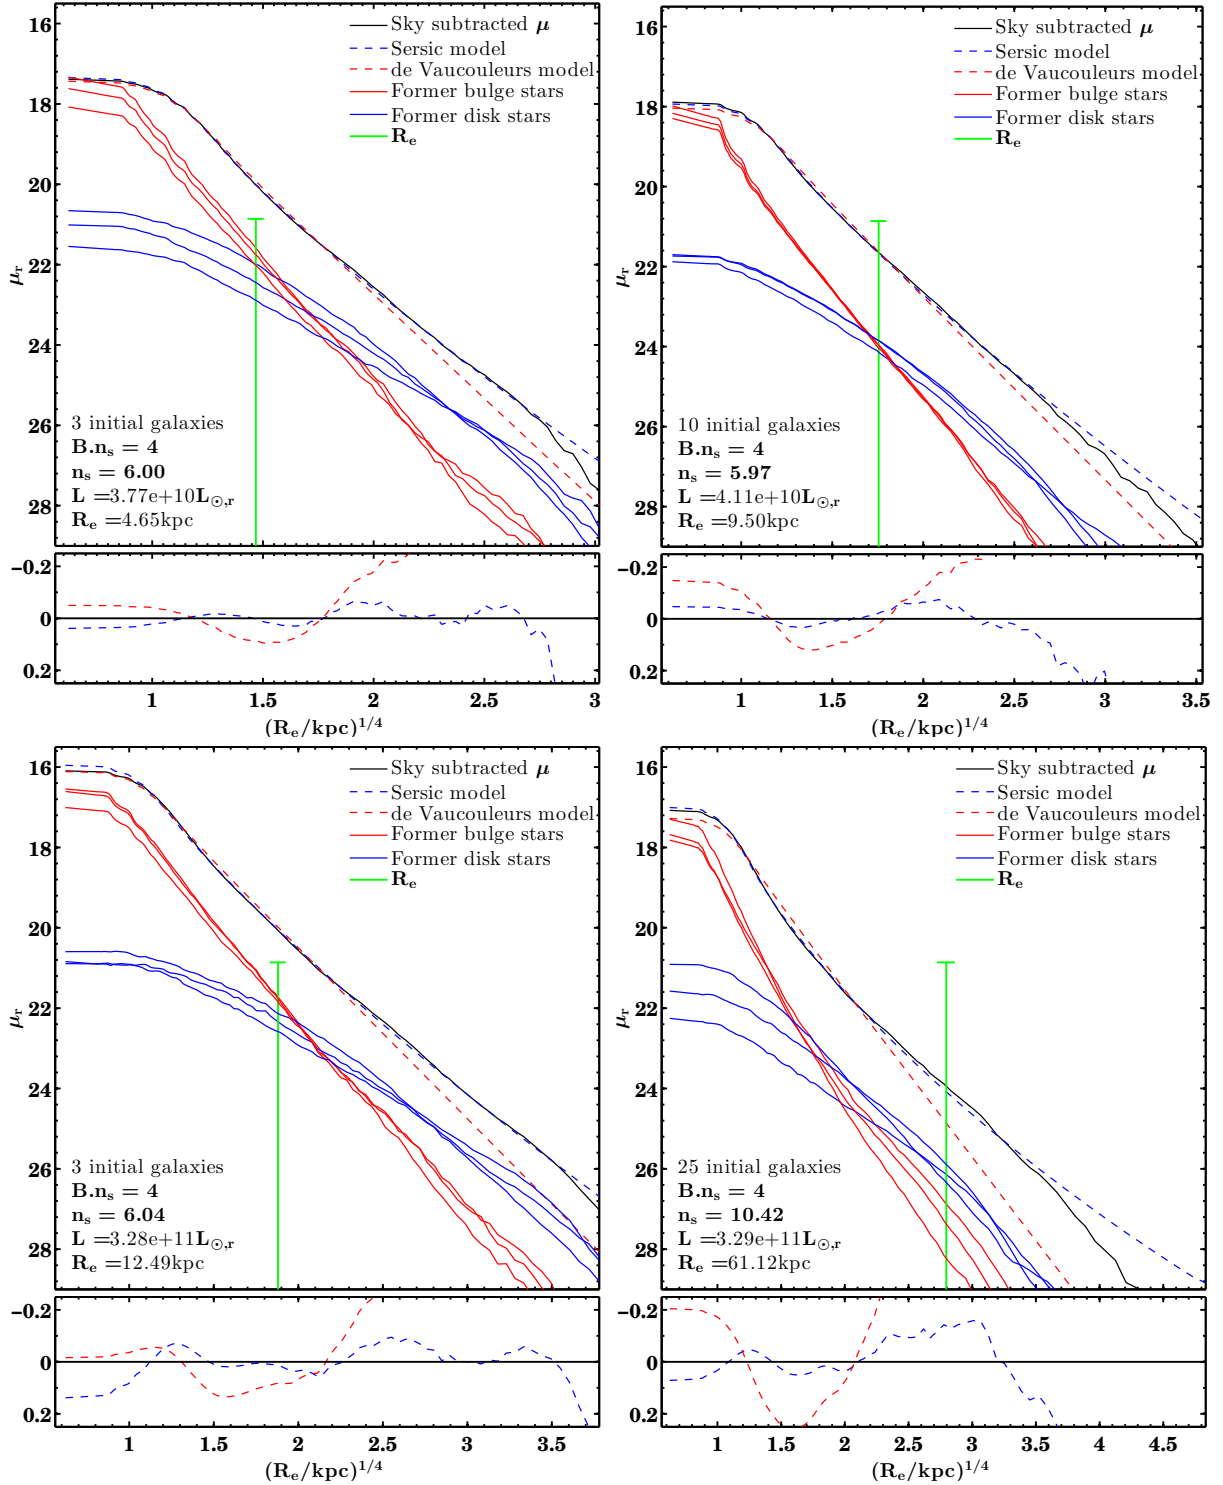 16
18
20
22
24
26
28
μr
Sky subtracted μ
Sersic model
de Vaucouleurs model
Former bulge stars
Former disk stars
Re
3 initial galaxies
B.ns = 4
ns = 6.00
L =3.77e+10L⊙,r
Re =4.65kpc
−0.2
0
0.2
1 1.5 2 2.5 3
(Re/kpc)1/4
16
18
20
22
24
26
28
μr
Sky subtracted μ
Sersic model
de Vaucouleurs model
Former bulge stars
Former disk stars
Re
10 initial galaxies
B.ns = 4
ns = 5.97
L =4.11e+10L⊙,r
Re =9.50kpc
−0.2
0
0.2
1 1.5 2 2.5 3 3.5
(Re/kpc)1/4
16
18
20
22
24
26
28
μr
Sky subtracted μ
Sersic model
de Vaucouleurs model
Former bulge stars
Former disk stars
Re
3 initial galaxies
B.ns = 4
ns = 6.04
L =3.28e+11L⊙,r
Re =12.49kpc
−0.2
0
0.2
1 1.5 2 2.5 3 3.5
(Re/kpc)1/4
16
18
20
22
24
26
28
μr
Sky subtracted μ
Sersic model
de Vaucouleurs model
Former bulge stars
Former disk stars
Re
25 initial galaxies
B.ns = 4
ns = 10.42
L =3.29e+11L⊙,r
Re =61.12kpc
−0.2
0
0.2
1 1.5 2 2.5 3 3.5 4 4.5
(Re/kpc)1/4